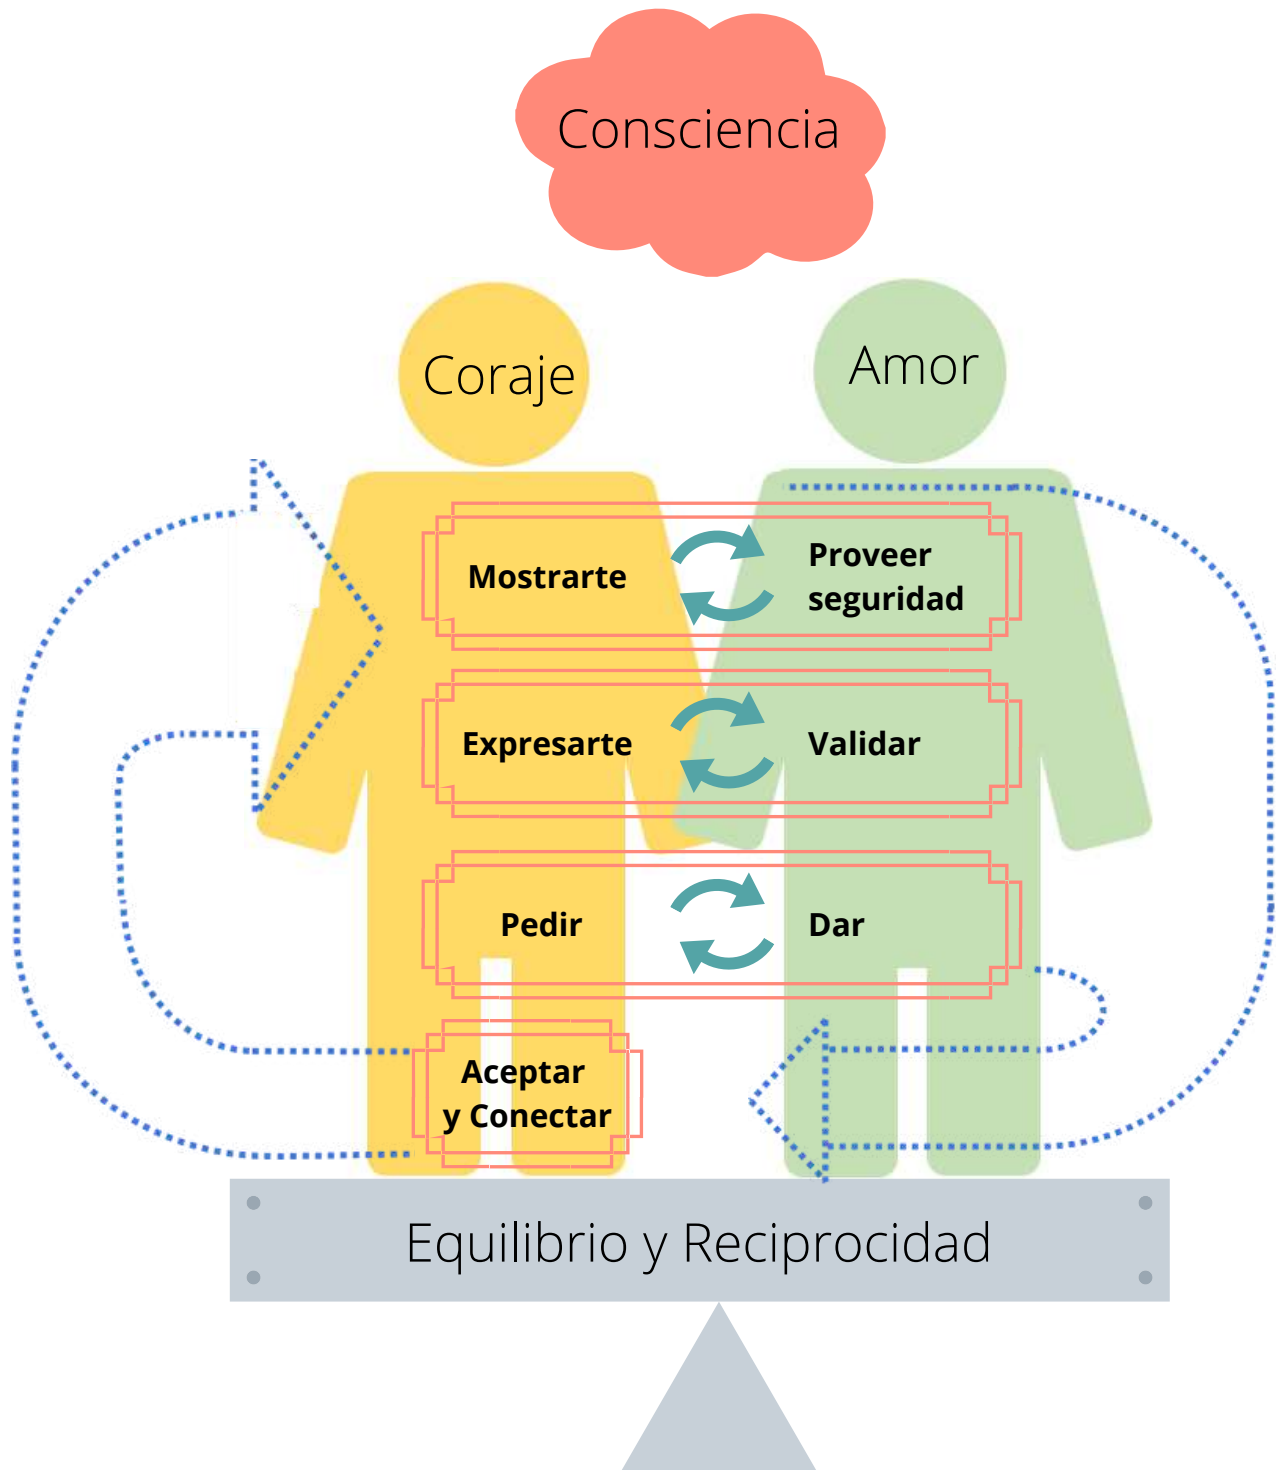 Consciencia
Coraje
Amor
Mostrarte
Proveer
seguridad
Expresarte
Validar
Pedir
Dar
Aceptar
y Conectar
Equilibrio y Reciprocidad